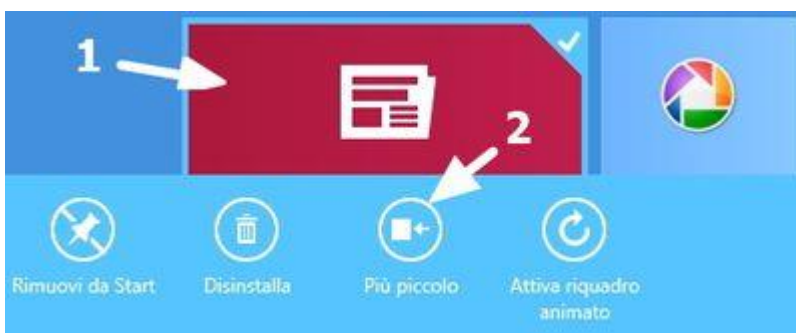 1
2
Rimuovi da Start
Disinstalla
Più piccolo
Attiva riquadro
animato